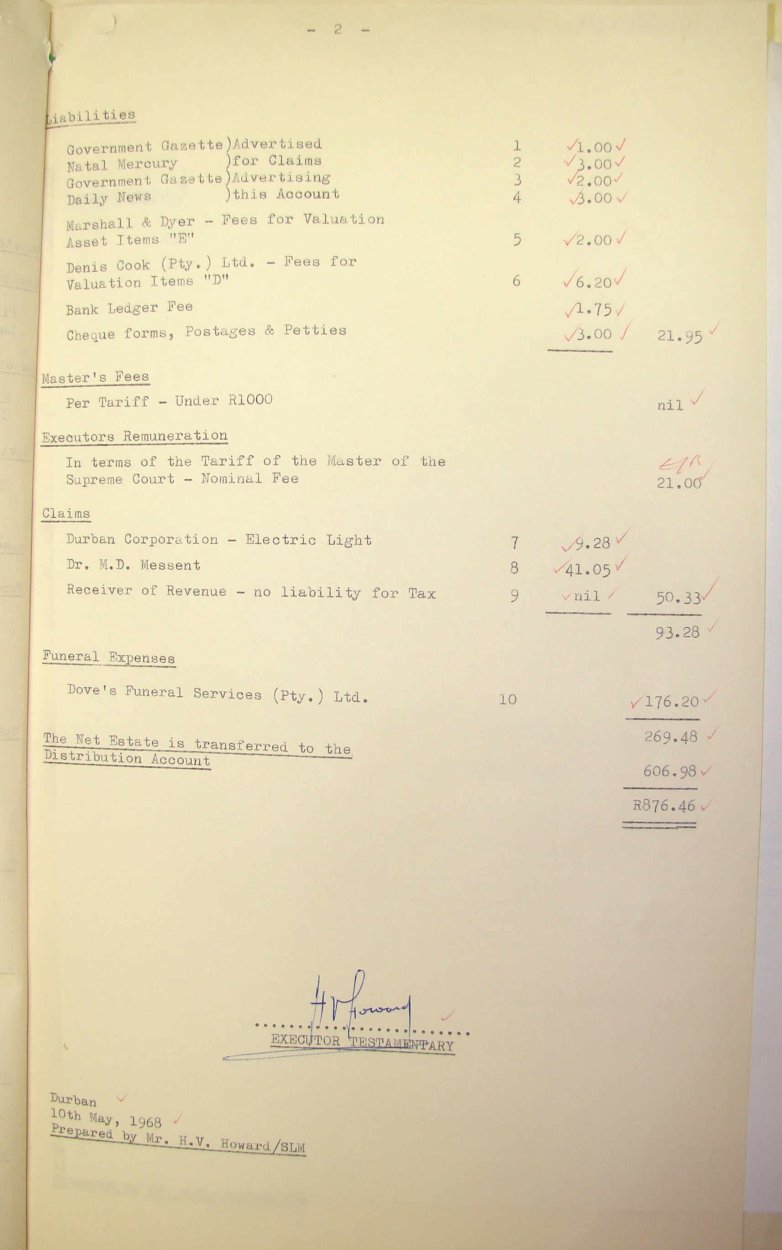 - 2 -
Liabilities
Government Gazette)Advertised 1 1.00
Natal Mercury )for Claims 2 3.00
Government Gazette)Advertising 3 2.00
Daily News )this Account 4 3.00
Marshall & Dyer - Fees for Valuation
Asset Items "E" 5 2.00
Denis Cook (Pty.) Ltd. - Fees for
Valuation Items "D" 6 6.20
Bank Ledger Fee 1.75
Cheque forms, Postages & Petties 3.00 21.95
Master's Fees
Per Tariff - Under R1000 nil
Executors Remuneration
In terms of the Tariff of the Master of the
Supreme Court - Nominal Fee 21.00
Claims
Durban Corporation - Electric Light 7 9.28
Dr. M.D. Messent 8 41.05
Receiver of Revenue - no liability for Tax 9 nil 50.33
93.28
Funeral Expenses
Dove's Funeral Services (Pty.) Ltd. 10 176.20
269.48
The Net Estate is transferred to the
Distribution Account 606.98
R876.46
H V Howard
EXECUTOR TESTAMENTARY
Durban
10th May, 1968
Prepared by Mr. H.V. Howard/SLM